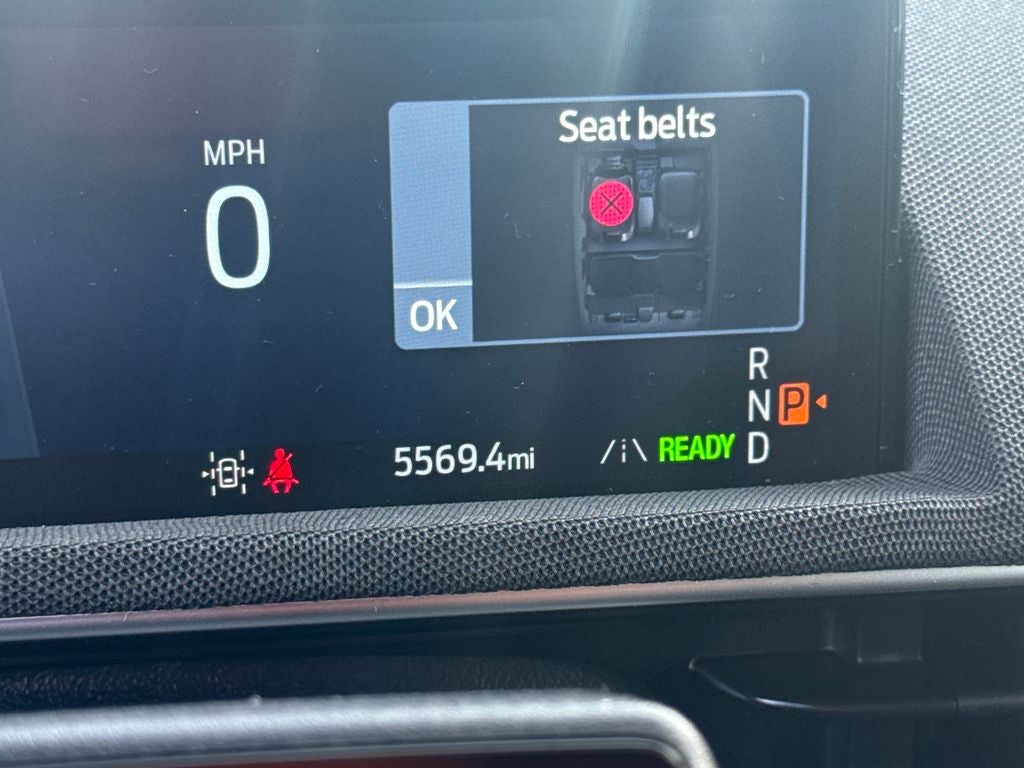 Seat belts
MPH
0
OK
R
N P
D
5569.4mi
READY